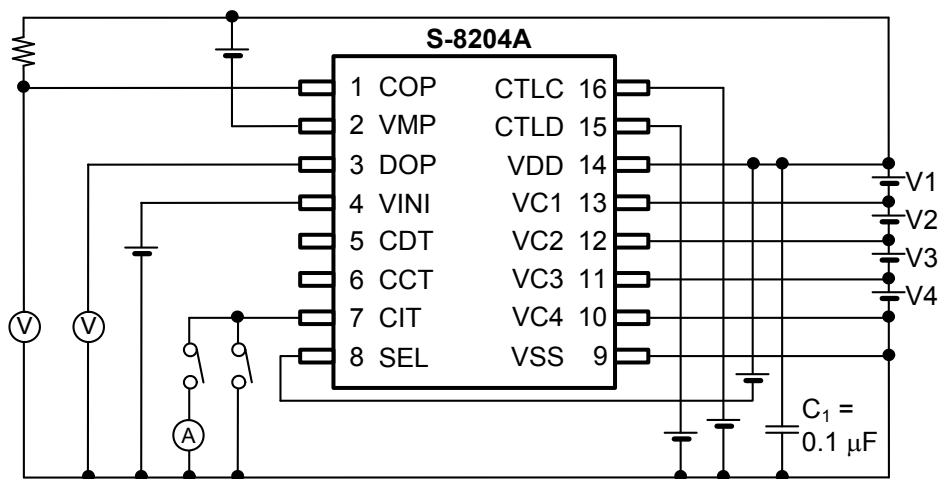 S-8204A
1 COP
2 VMP
3 DOP
4 VINI
5 CDT
6 CCT
7 CIT
8 SEL
CTLC 16
CTLD 15
VDD 14
VC1 13
VC2 12
VC3 11
VC4 10
VSS 9
V1
V2
V3
V4
V
V
A
C₁ =
0.1 µF